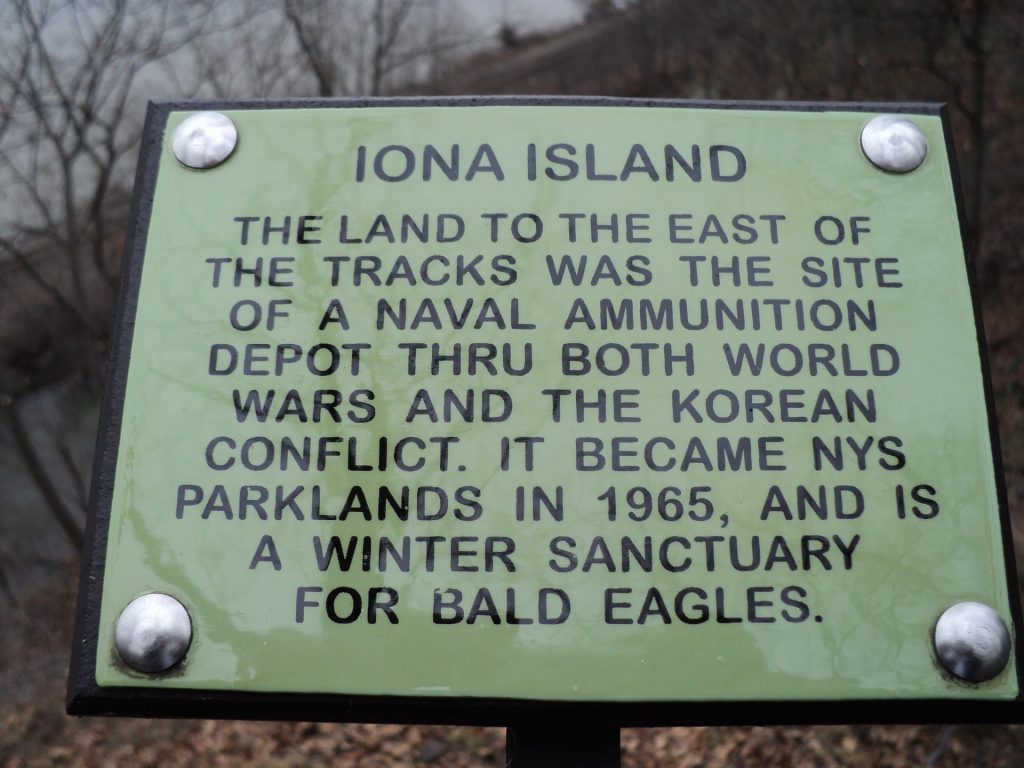 IONA ISLAND
THE LAND TO THE EAST OF
THE TRACKS WAS THE SITE
OF A NAVAL AMMUNITION
DEPOT THRU BOTH WORLD
WARS AND THE KOREAN
CONFLICT. IT BECAME NYS
PARKLANDS IN 1965, AND IS
A WINTER SANCTUARY
FOR BALD EAGLES.